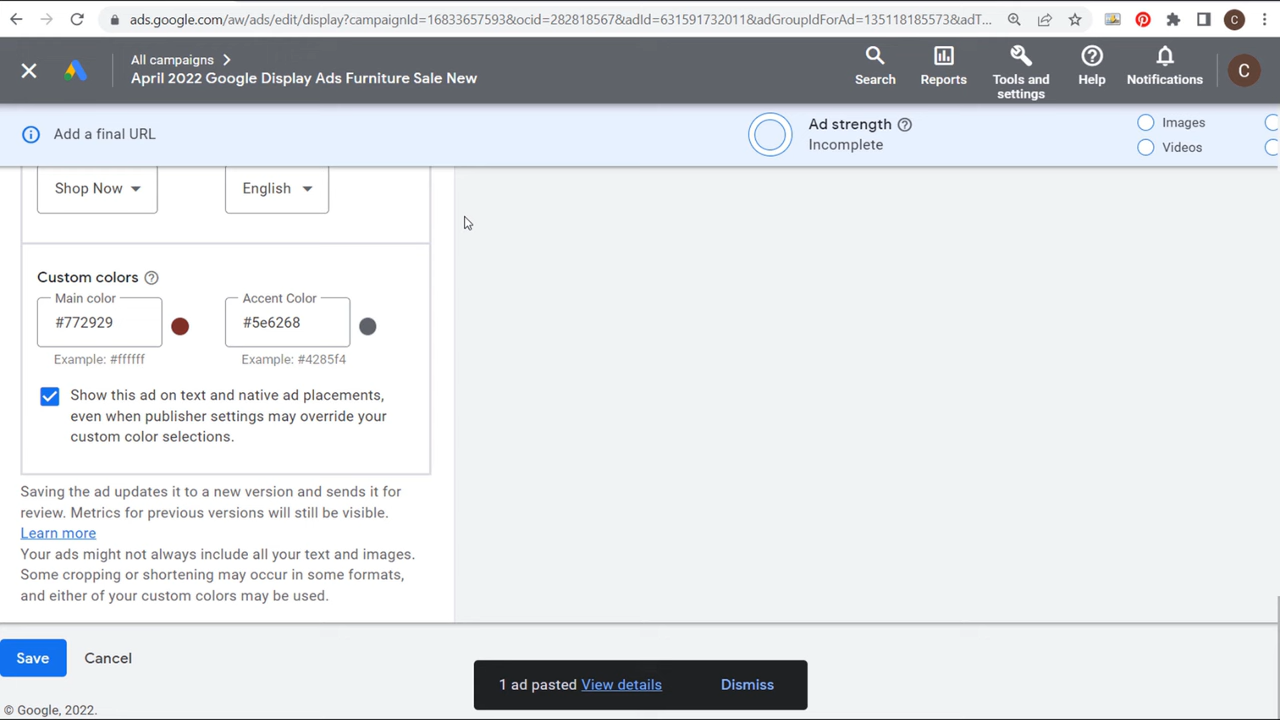 ads.google.com/aw/ads/edit/display?campaignId=16833657593&ocid=282818567&adId=631591732011&adGroupIdForAd=135118185573&adT...
C
All campaigns
April 2022 Google Display Ads Furniture Sale New
Search
Reports
Tools and
settings
Help
Notifications
C
Add a final URL
Ad strength
Incomplete
Images
Videos
Shop Now
English
Custom colors
Main color
#772929
Example: #ffffff
Accent Color
#5e6268
Example: #4285f4
Show this ad on text and native ad placements,
even when publisher settings may override your
custom color selections.
Saving the ad updates it to a new version and sends it for
review. Metrics for previous versions will still be visible.
Learn more
Your ads might not always include all your text and images.
Some cropping or shortening may occur in some formats,
and either of your custom colors may be used.
Save
Cancel
1 ad pasted View details
Dismiss
© Google, 2022.